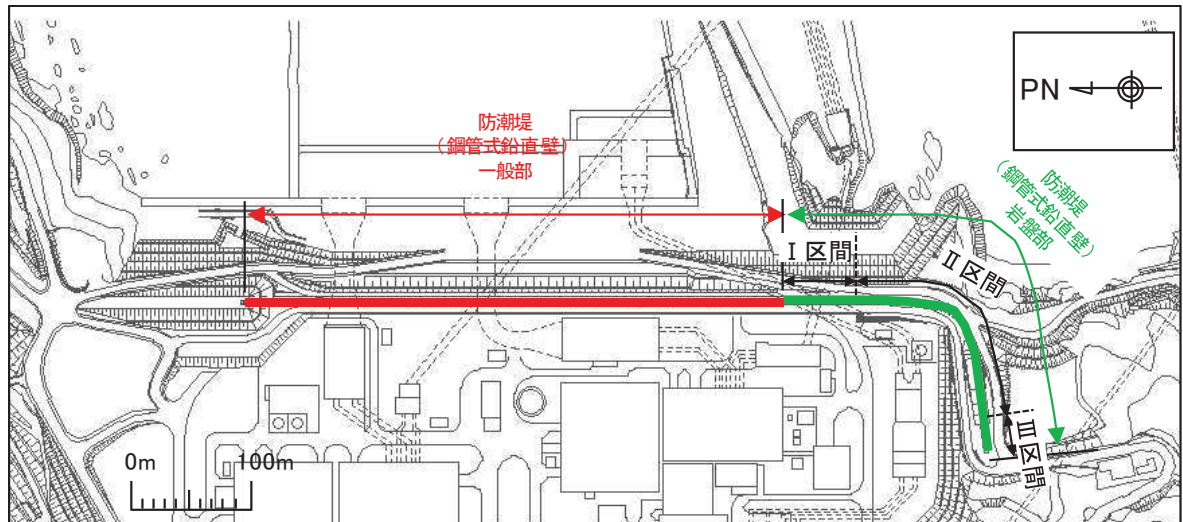 PN
防潮堤
(鋼管式鉛直壁)
一般部
防潮堤
(鋼管式鉛直壁)
岩盤部
Ⅰ区間
Ⅱ区間
Ⅲ区間
0m 100m